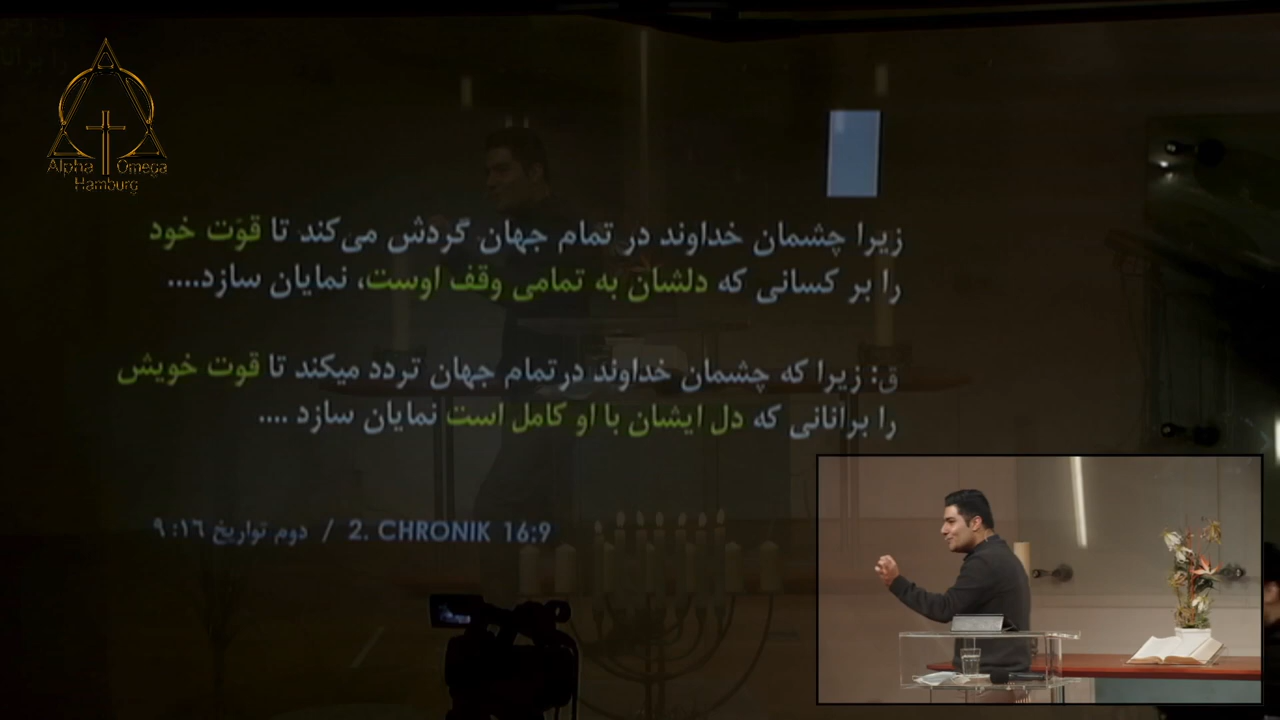 Alpha Omega
Hamburg
زیرا چشمان خداوند در تمام جهان گردش می‌کند تا قوّت خود
را بر کسانی که دلشان به تمامی وقف اوست، نمایان سازد....
ق: زیرا که چشمان خداوند درتمام جهان تردد میکند تا قوت خویش
را برانانی که دل ایشان با او کامل است نمایان سازد ....
دوم تواریخ ۹:۱٦ / 2. CHRONIK 16:9